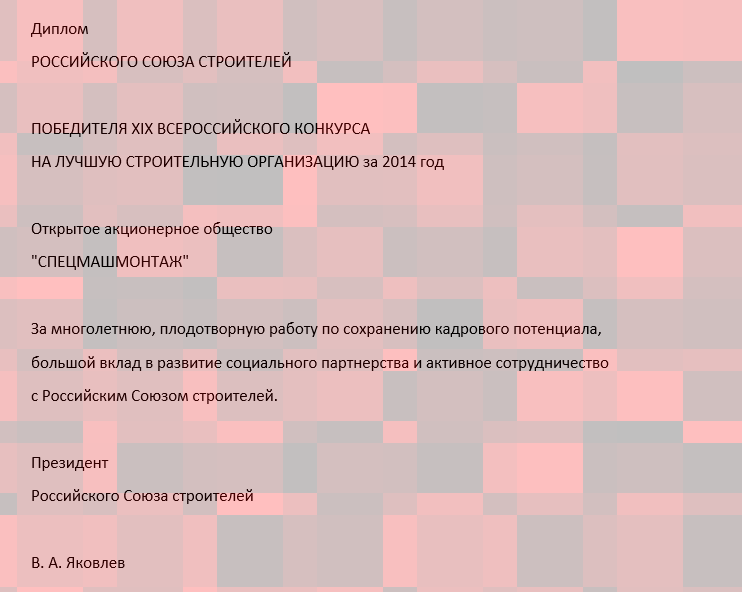 Диплом
РОССИЙСКОГО СОЮЗА СТРОИТЕЛЕЙ
ПОБЕДИТЕЛЯ XIX ВСЕРОССИЙСКОГО КОНКУРСА
НА ЛУЧШУЮ СТРОИТЕЛЬНУЮ ОРГАНИЗАЦИЮ за 2014 год
Открытое акционерное общество
"СПЕЦМАШМОНТАЖ"
За многолетнюю, плодотворную работу по сохранению кадрового потенциала,
большой вклад в развитие социального партнерства и активное сотрудничество
с Российским Союзом строителей.
Президент
Российского Союза строителей
В. А. Яковлев